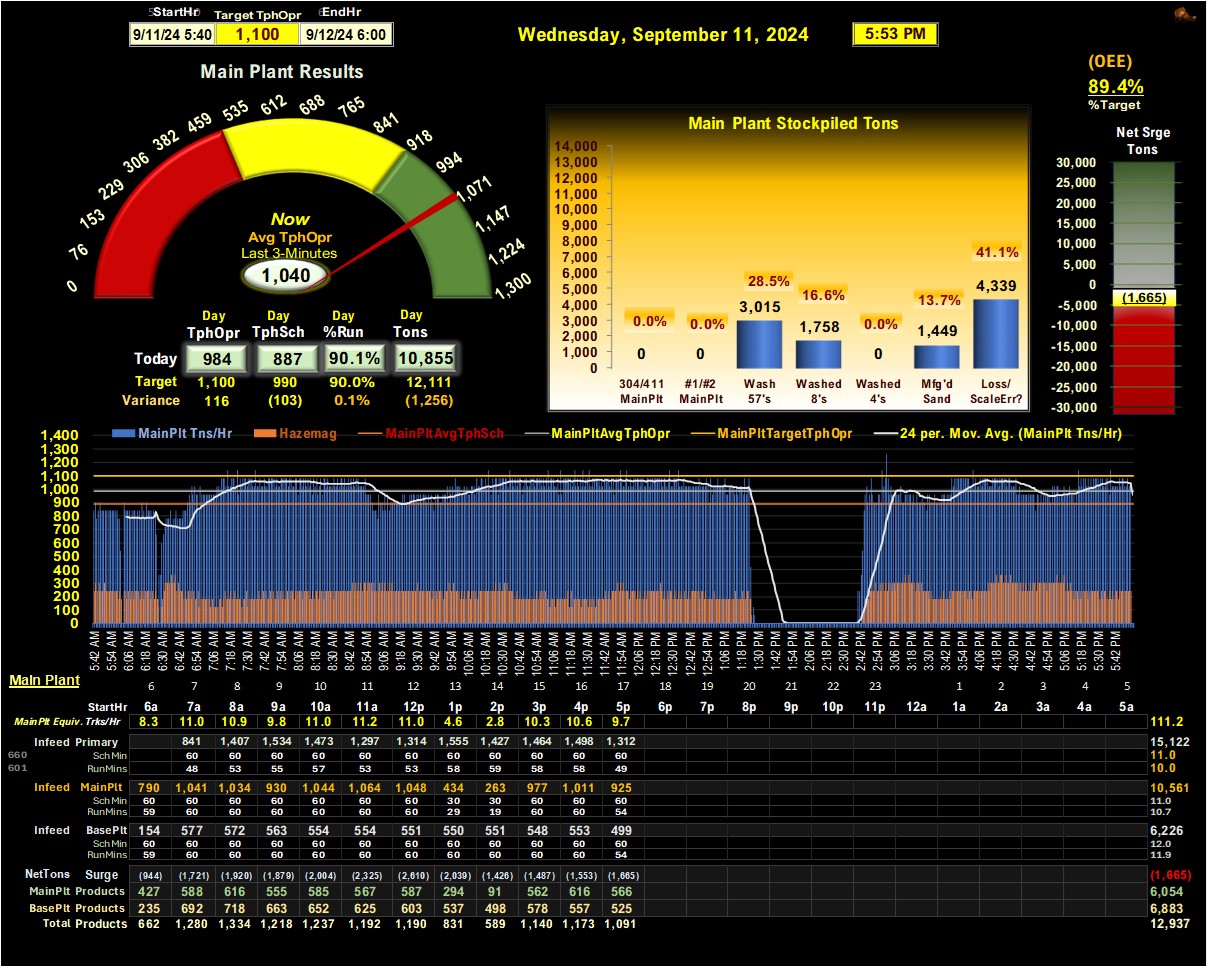 StartHr Target TphOpr EndHr
9/11/24 5:40 1,100 9/12/24 6:00
Wednesday, September 11, 2024 5:53 PM
Main Plant Results
0 76 153 229 306 382 459 535 612 688 765 841 918 994 1,071 1,147 1,224 1,300
Now
Avg TphOpr
Last 3-Minutes
1,040
Day Day Day Day
TphOpr TphSch %Run Tons
Today 984 887 90.1% 10,855
Target 1,100 990 90.0% 12,111
Variance 116 (103) 0.1% (1,256)
Main Plant Stockpiled Tons
14,000
13,000
12,000
11,000
10,000
9,000
8,000
7,000
6,000
5,000
4,000
3,000
2,000
1,000
0
0.0% 0.0% 28.5% 16.6% 0.0% 13.7% 41.1%
0 0 3,015 1,758 0 1,449 4,339
304/411 #1/#2 Wash Washed Washed Mfg'd Loss/
MainPlt MainPlt 57's 8's 4's Sand ScaleErr?
(OEE)
89.4%
%Target
Net Srge
Tons
30,000
25,000
20,000
15,000
10,000
5,000
0
(1,665)
-5,000
-10,000
-15,000
-20,000
-25,000
-30,000
MainPlt Tns/Hr Hazemag MainPltAvgTphSch MainPltAvgTphOpr MainPltTargetTphOpr 24 per. Mov. Avg. (MainPlt Tns/Hr)
1,400
1,300
1,200
1,100
1,000
900
800
700
600
500
400
300
200
100
0
5:42 AM 5:54 AM 6:06 AM 6:18 AM 6:30 AM 6:42 AM 6:54 AM 7:06 AM 7:18 AM 7:30 AM 7:42 AM 7:54 AM 8:06 AM 8:18 AM 8:30 AM 8:42 AM 8:54 AM 9:06 AM 9:18 AM 9:30 AM 9:42 AM 9:54 AM 10:06 AM 10:18 AM 10:30 AM 10:42 AM 10:54 AM 11:06 AM 11:18 AM 11:30 AM 11:42 AM 11:54 AM 12:06 PM 12:18 PM 12:30 PM 12:42 PM 12:54 PM 1:06 PM 1:18 PM 1:30 PM 1:42 PM 1:54 PM 2:06 PM 2:18 PM 2:30 PM 2:42 PM 2:54 PM 3:06 PM 3:18 PM 3:30 PM 3:42 PM 3:54 PM 4:06 PM 4:18 PM 4:30 PM 4:42 PM 4:54 PM 5:06 PM 5:18 PM 5:30 PM 5:42 PM
Main Plant
6 7 8 9 10 11 12 13 14 15 16 17 18 19 20 21 22 23 1 2 3 4 5
StartHr 6a 7a 8a 9a 10a 11a 12p 1p 2p 3p 4p 5p 6p 7p 8p 9p 10p 11p 12a 1a 2a 3a 4a 5a
MainPlt Equiv. Trks/Hr 8.3 11.0 10.9 9.8 11.0 11.2 11.0 4.6 2.8 10.3 10.6 9.7 111.2
Infeed Primary 841 1,407 1,534 1,473 1,297 1,314 1,555 1,427 1,464 1,498 1,312 15,122
660 SchMin 60 60 60 60 60 60 60 60 60 60 60 11.0
601 RunMins 48 53 55 57 53 53 58 59 58 58 49 10.0
Infeed MainPlt 790 1,041 1,034 930 1,044 1,064 1,048 434 263 977 1,011 925 10,561
SchMin 60 60 60 60 60 60 60 30 30 60 60 60 11.0
RunMins 59 60 60 60 60 60 60 29 19 60 60 54 10.7
Infeed BasePlt 154 577 572 563 554 554 551 550 551 548 553 499 6,226
SchMin 60 60 60 60 60 60 60 60 60 60 60 60 12.0
RunMins 59 60 60 60 60 60 60 60 60 60 60 54 11.9
NetTons Surge (944) (1,721) (1,920) (1,879) (2,004) (2,325) (2,610) (2,039) (1,426) (1,487) (1,553) (1,665) (1,665)
MainPlt Products 427 588 616 555 585 567 587 294 91 562 616 566 6,054
BasePlt Products 235 692 718 663 652 625 603 537 498 578 557 525 6,883
Total Products 662 1,280 1,334 1,218 1,237 1,192 1,190 831 589 1,140 1,173 1,091 12,937